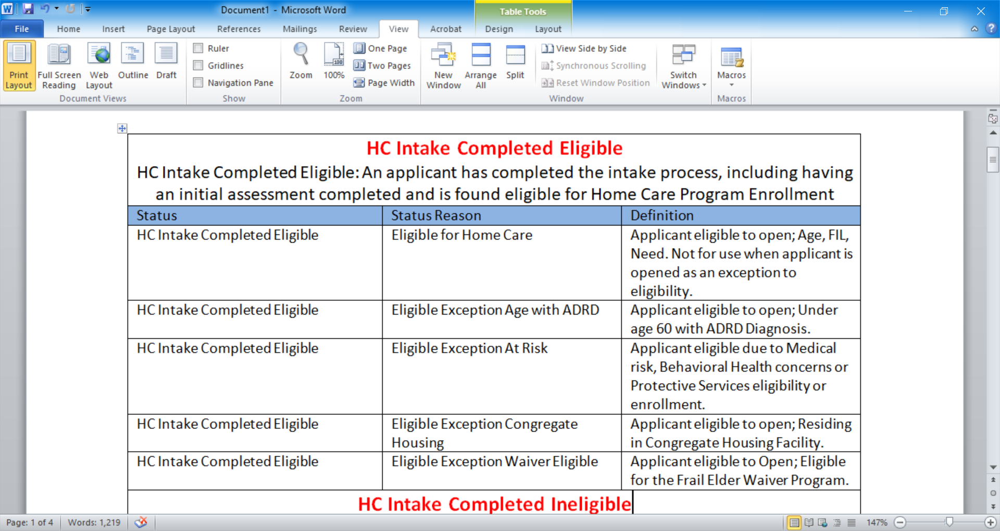 Document1 - Microsoft Word
Table Tools
File Home Insert Page Layout References Mailings Review View Acrobat Design Layout
Print Layout
Full Screen Reading
Web Layout
Outline
Draft
Document Views
Ruler
Gridlines
Navigation Pane
Show
Zoom
100
100%
One Page
Two Pages
Page Width
Zoom
New Window
Arrange All
Split
View Side by Side
Synchronous Scrolling
Reset Window Position
Window
Switch Windows
Macros
Macros
HC Intake Completed Eligible
HC Intake Completed Eligible: An applicant has completed the intake process, including having
an initial assessment completed and is found eligible for Home Care Program Enrollment
Status Status Reason Definition
HC Intake Completed Eligible Eligible for Home Care Applicant eligible to open; Age, FIL,
Need. Not for use when applicant is
opened as an exception to
eligibility.
HC Intake Completed Eligible Eligible Exception Age with ADRD Applicant eligible to open; Under
age 60 with ADRD Diagnosis.
HC Intake Completed Eligible Eligible Exception At Risk Applicant eligible due to Medical
risk, Behavioral Health concerns or
Protective Services eligibility or
enrollment.
HC Intake Completed Eligible Eligible Exception Congregate Applicant eligible to open; Residing
Housing in Congregate Housing Facility.
HC Intake Completed Eligible Eligible Exception Waiver Eligible Applicant eligible to Open; Eligible
for the Frail Elder Waiver Program.
HC Intake Completed Ineligible
Page: 1 of 4 Words: 1,219 147%